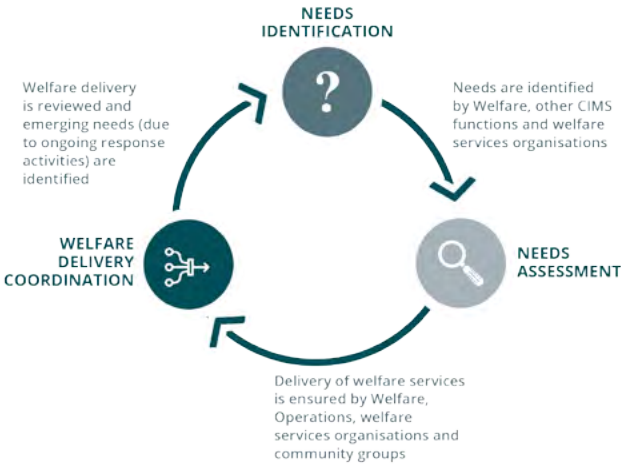 NEEDS
IDENTIFICATION
?
Welfare delivery
is reviewed and
emerging needs (due
to ongoing response
activities) are
identified
Needs are identified
by Welfare, other CIMS
functions and welfare
services organisations
WELFARE
DELIVERY
COORDINATION
NEEDS
ASSESSMENT
Delivery of welfare services
is ensured by Welfare,
Operations, welfare
services organisations and
community groups